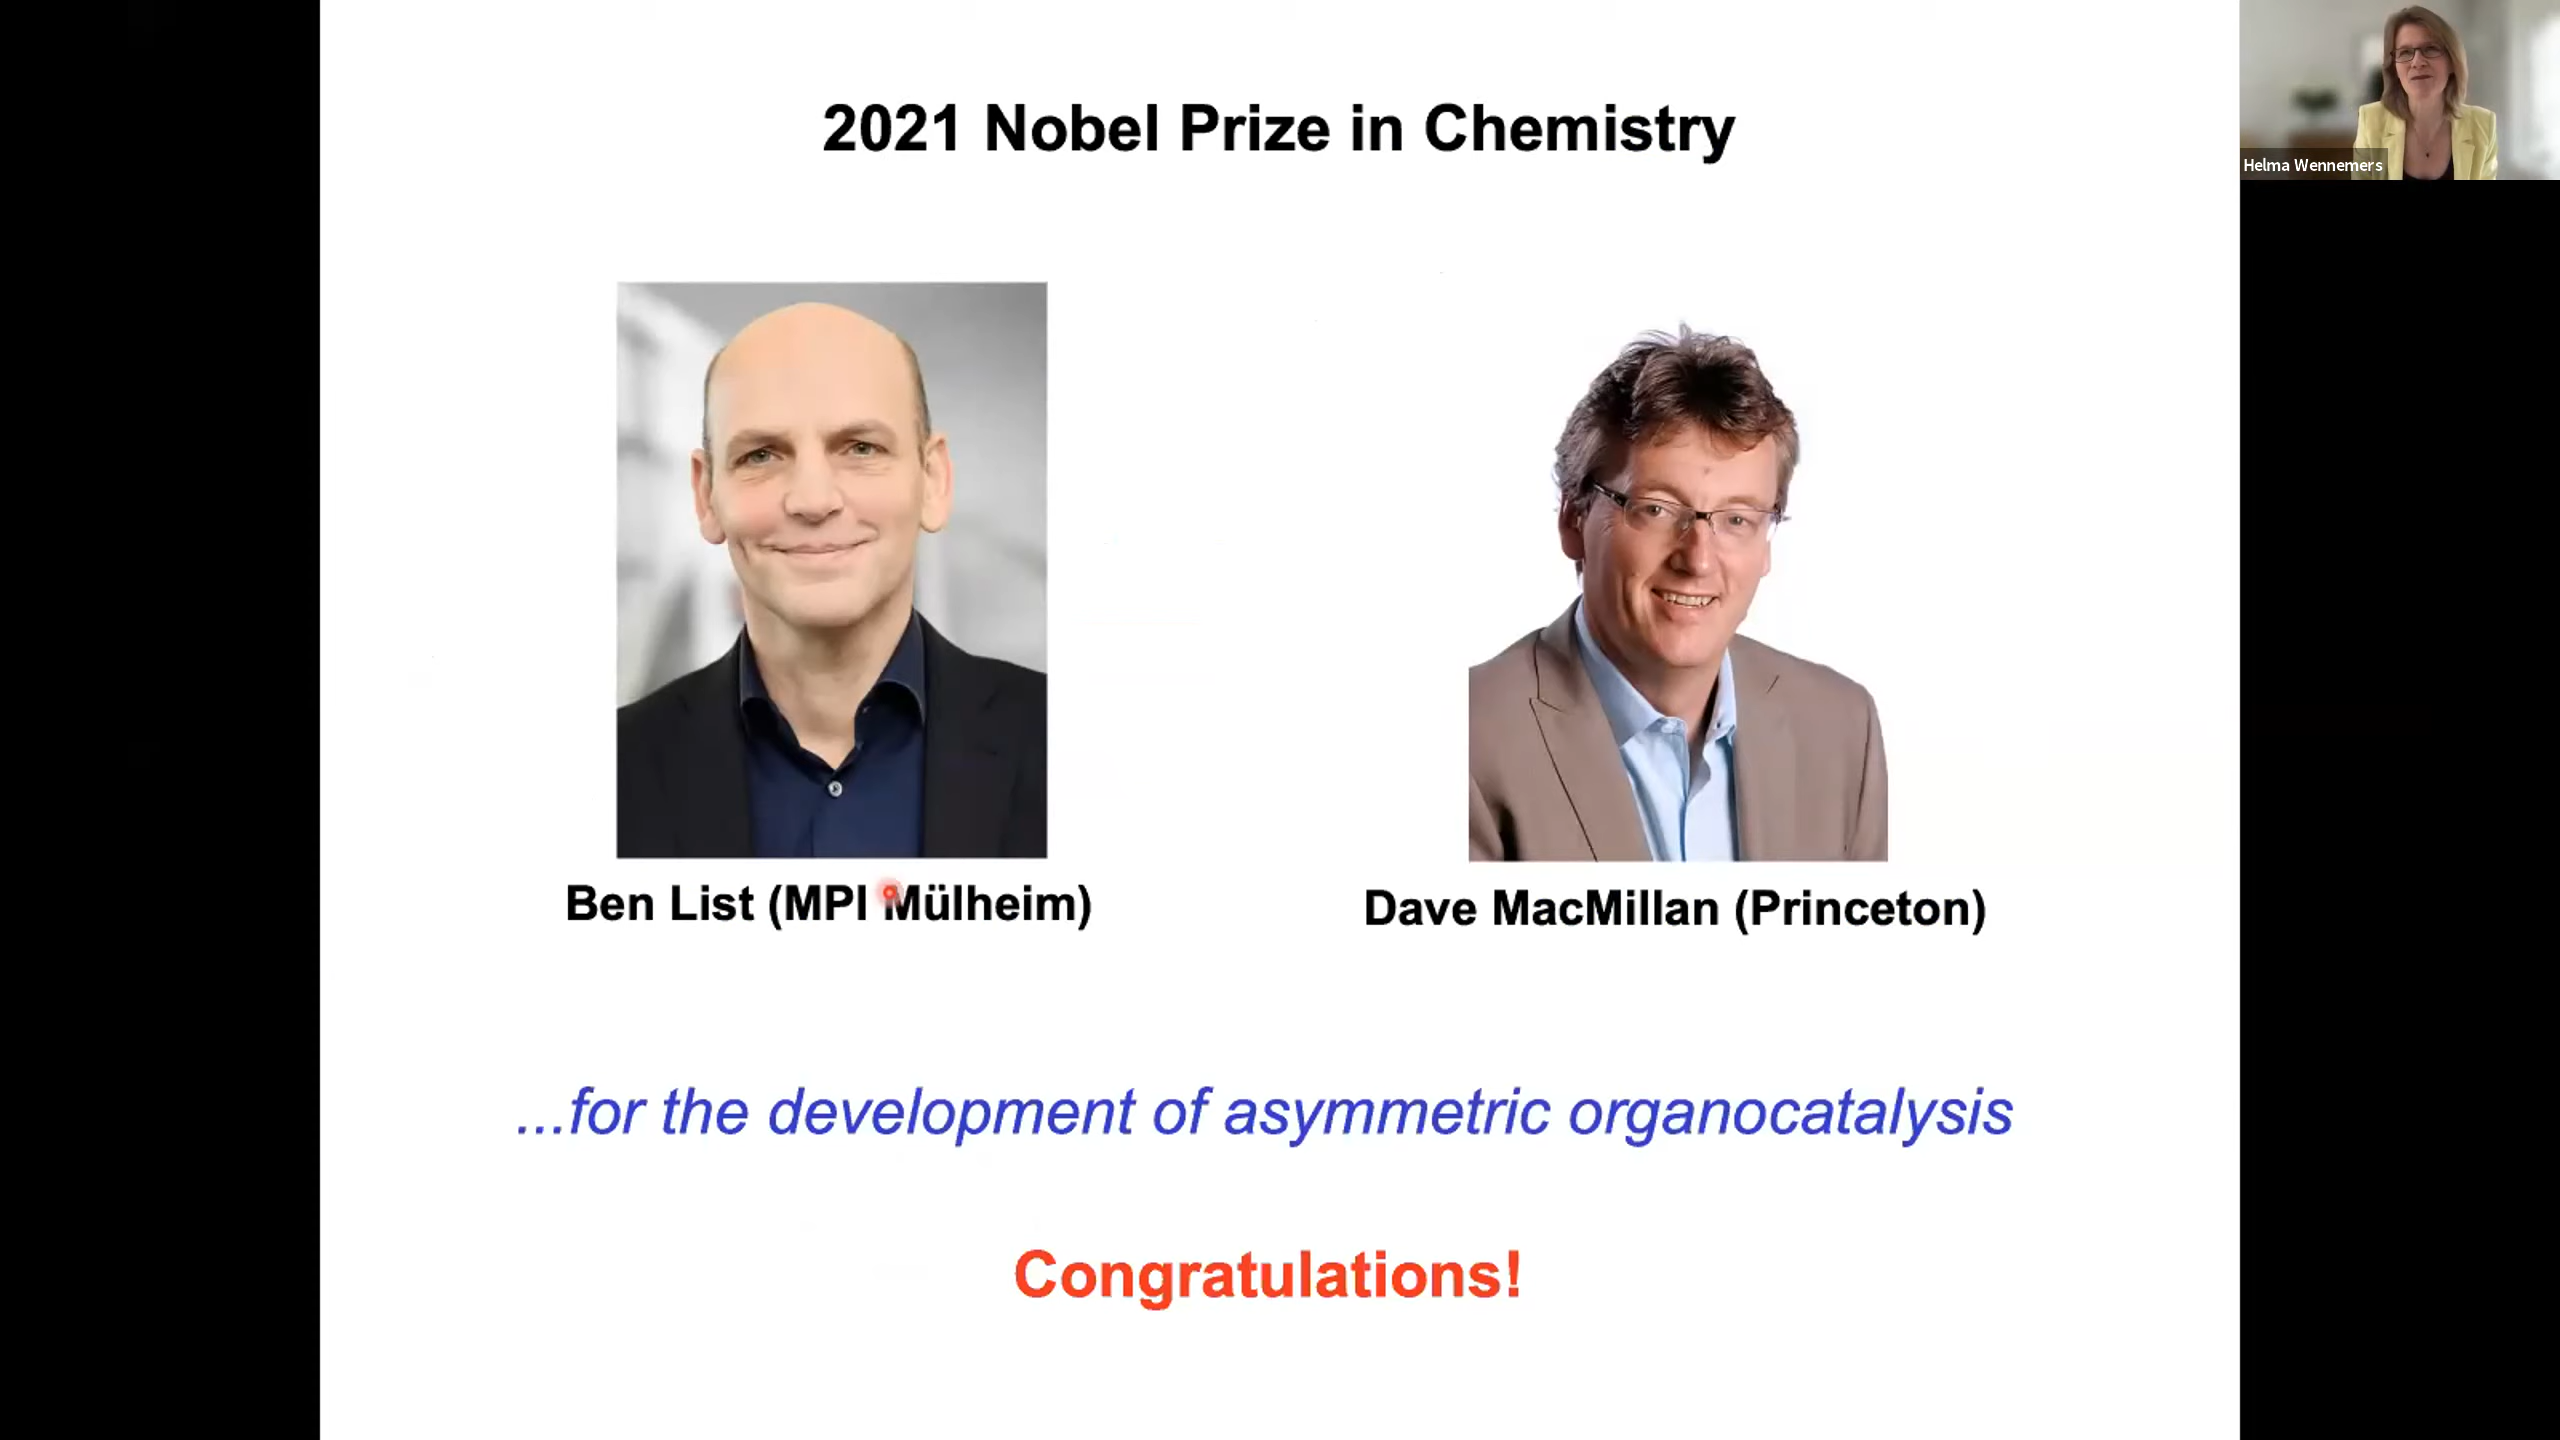 2021 Nobel Prize in Chemistry
Helma Wennemers
Ben List (MPI Mülheim)
Dave MacMillan (Princeton)
...for the development of asymmetric organocatalysis
Congratulations!